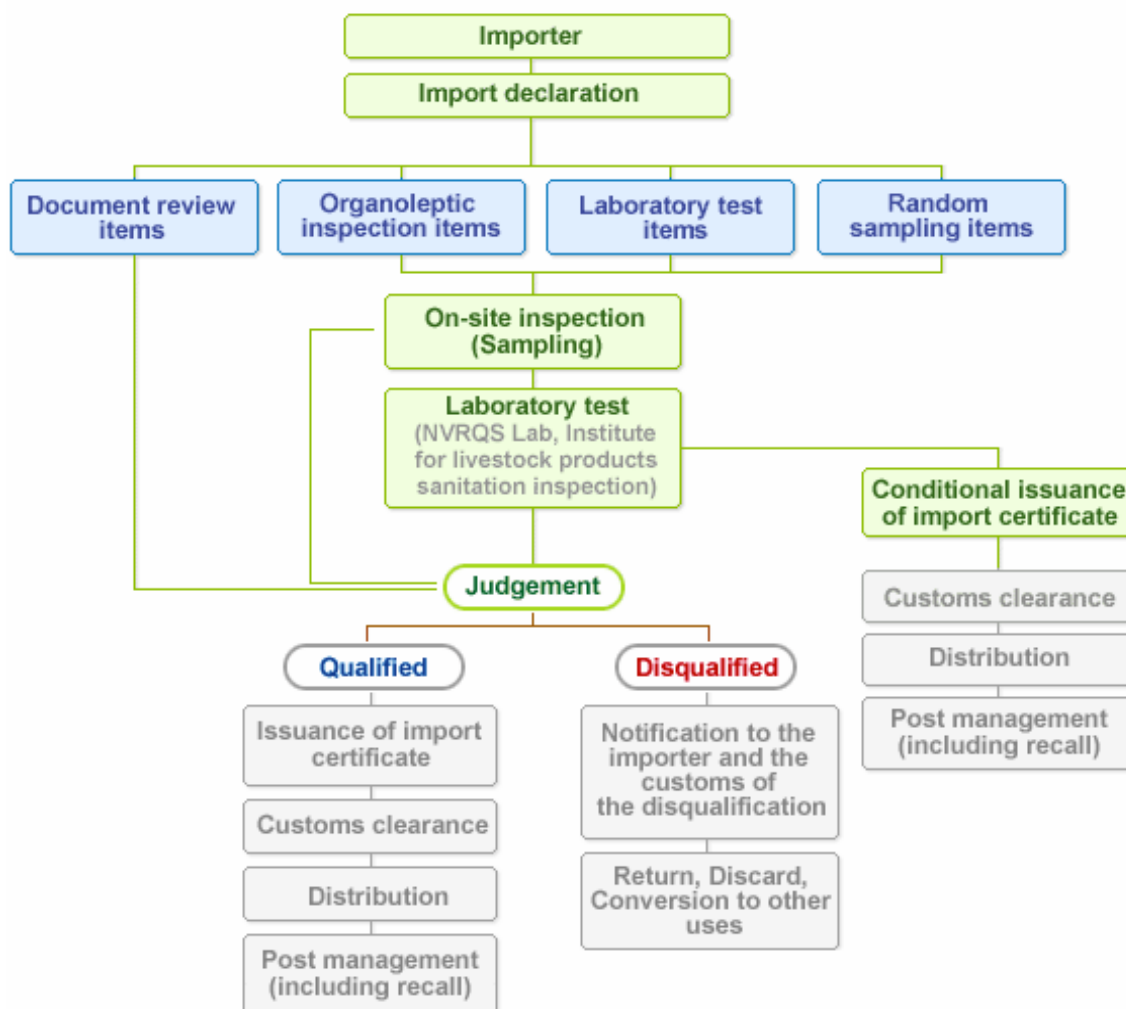 Importer
Import declaration
Document review
items
Organoleptic
inspection items
Laboratory test
items
Random
sampling items
On-site inspection
(Sampling)
Laboratory test
(NVRQS Lab, Institute
for livestock products
sanitation inspection)
Conditional issuance
of import certificate
Customs clearance
Distribution
Post management
(including recall)
Judgement
Qualified
Issuance of import
certificate
Customs clearance
Distribution
Post management
(including recall)
Disqualified
Notification to the
importer and the
customs of
the disqualification
Return, Discard,
Conversion to other
uses